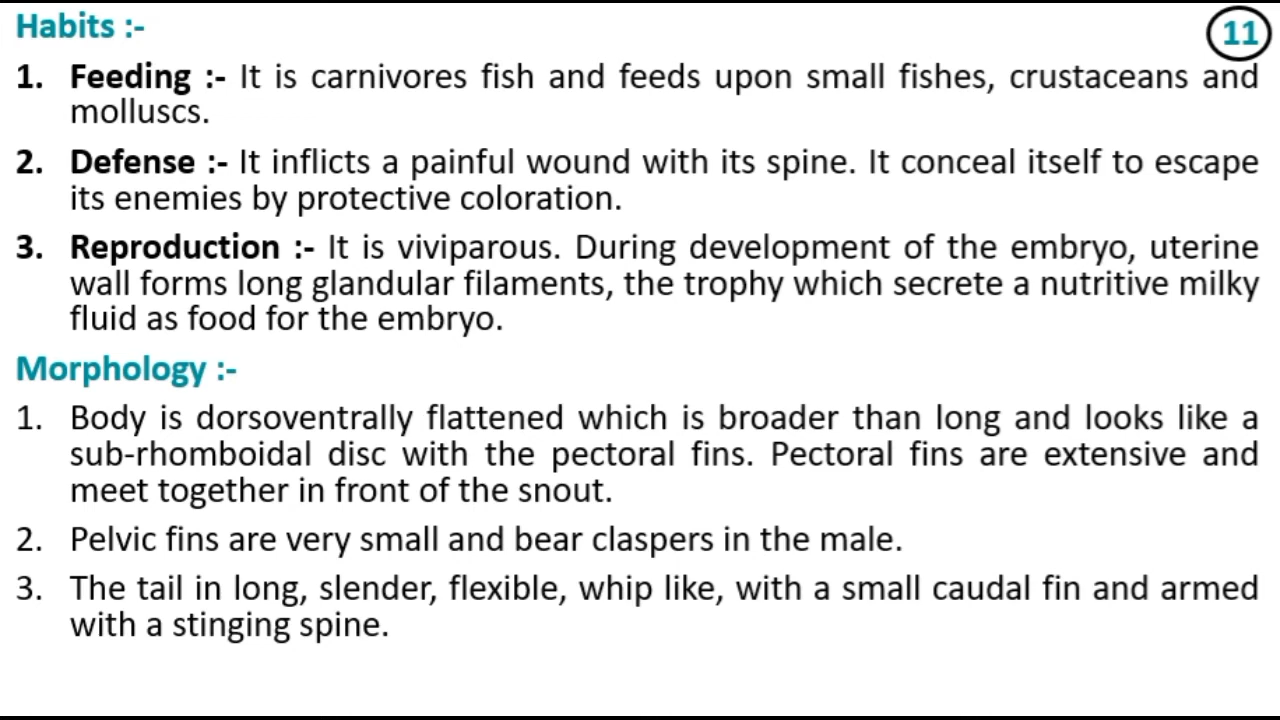 Habits :-
11
1. Feeding :- It is carnivores fish and feeds upon small fishes, crustaceans and
molluscs.
2. Defense :- It inflicts a painful wound with its spine. It conceal itself to escape
its enemies by protective coloration.
3. Reproduction :- It is viviparous. During development of the embryo, uterine
wall forms long glandular filaments, the trophy which secrete a nutritive milky
fluid as food for the embryo.
Morphology :-
1. Body is dorsoventrally flattened which is broader than long and looks like a
sub-rhomboidal disc with the pectoral fins. Pectoral fins are extensive and
meet together in front of the snout.
2. Pelvic fins are very small and bear claspers in the male.
3. The tail in long, slender, flexible, whip like, with a small caudal fin and armed
with a stinging spine.